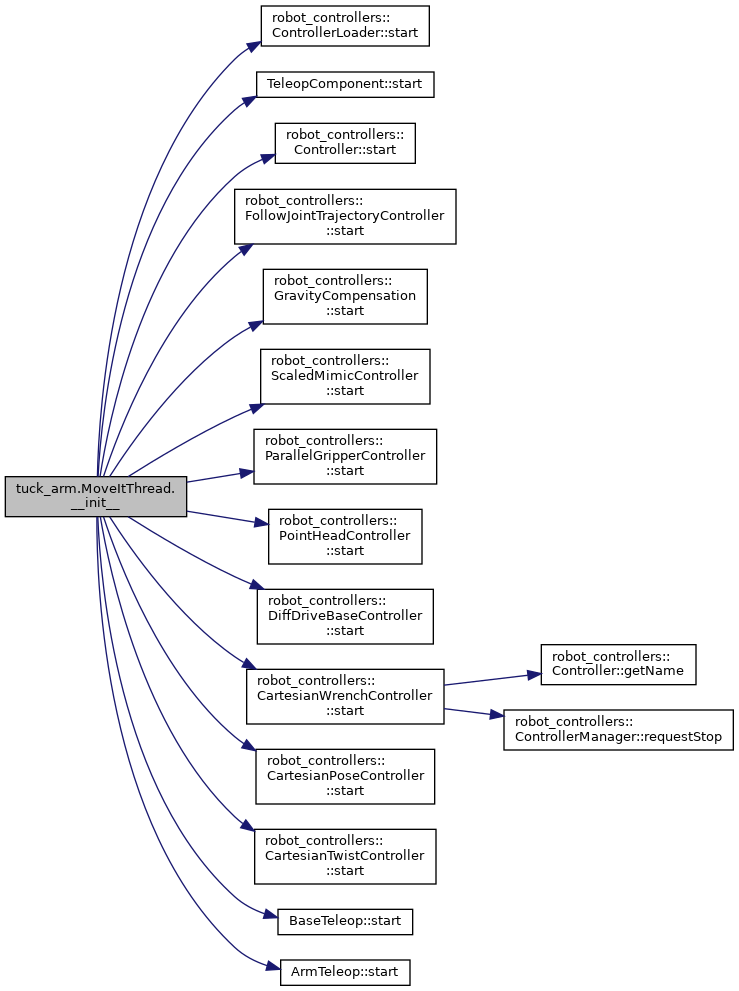 robot_controllers::
ControllerLoader::start
TeleopComponent::start
robot_controllers::
Controller::start
robot_controllers::
FollowJointTrajectoryController
::start
robot_controllers::
GravityCompensation
::start
robot_controllers::
ScaledMimicController
::start
robot_controllers::
ParallelGripperController
::start
tuck_arm.MoveItThread.
__init__
robot_controllers::
PointHeadController
::start
robot_controllers::
DiffDriveBaseController
::start
robot_controllers::
CartesianWrenchController
::start
robot_controllers::
Controller::getName
robot_controllers::
ControllerManager::requestStop
robot_controllers::
CartesianPoseController
::start
robot_controllers::
CartesianTwistController
::start
BaseTeleop::start
ArmTeleop::start